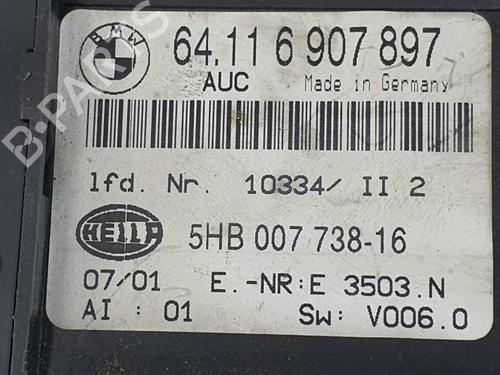 BMW
64.11 6 907 897
AUC Made in Germany
lfd. Nr. 10334/ II 2
HELLA
5HB 007 738-16
07/01 E.-NR:E 3503.N
AI : 01 Sw: V006.0
B-PARTS